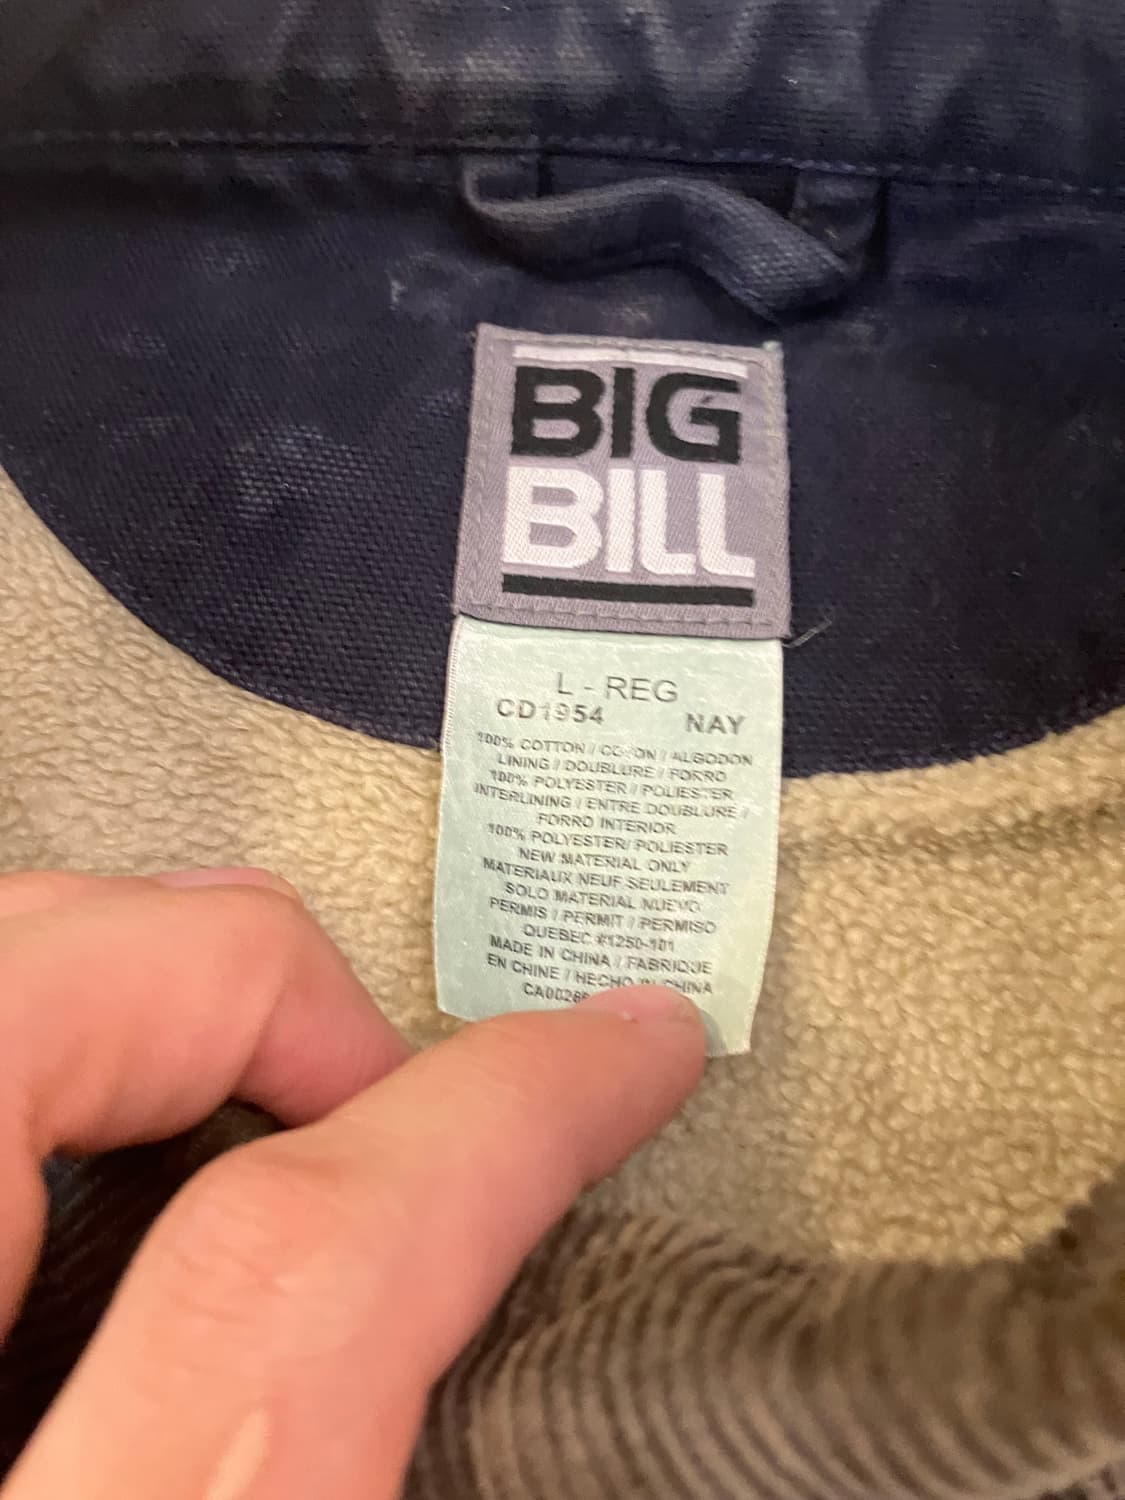 BIG
BILL
L - REG
CD1954 NAY
100% COTTON / COTON / ALGODON
LINING / DOUBLURE / FORRO
100% POLYESTER / POLIESTER
INTERLINING / ENTRE DOUBLURE /
FORRO INTERIOR
100% POLYESTER/ POLIESTER
NEW MATERIAL ONLY
MATERIAUX NEUF SEULEMENT
SOLO MATERIAL NUEVO
PERMIS / PERMIT / PERMISO
QUEBEC #1250-101
MADE IN CHINA / FABRIQUE
EN CHINE / HECHO IN CHINA